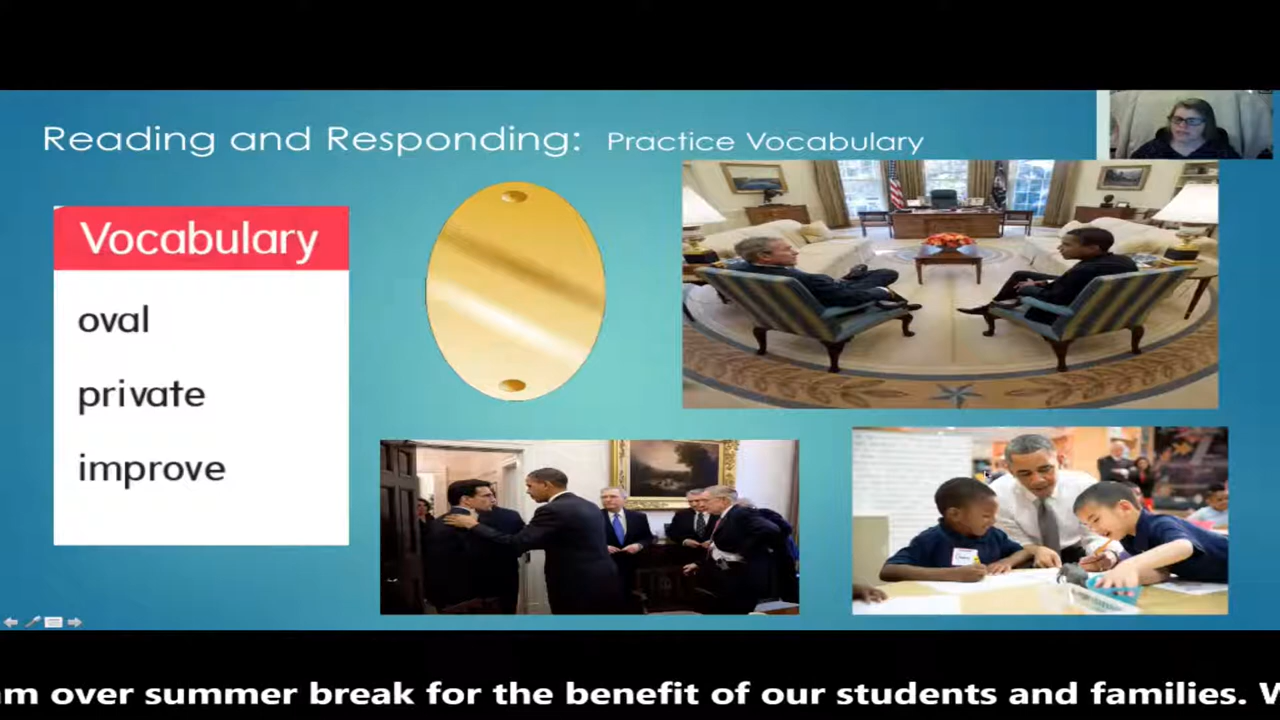 Reading and Responding: Practice Vocabulary
Vocabulary
oval
private
improve
am over summer break for the benefit of our students and families. W